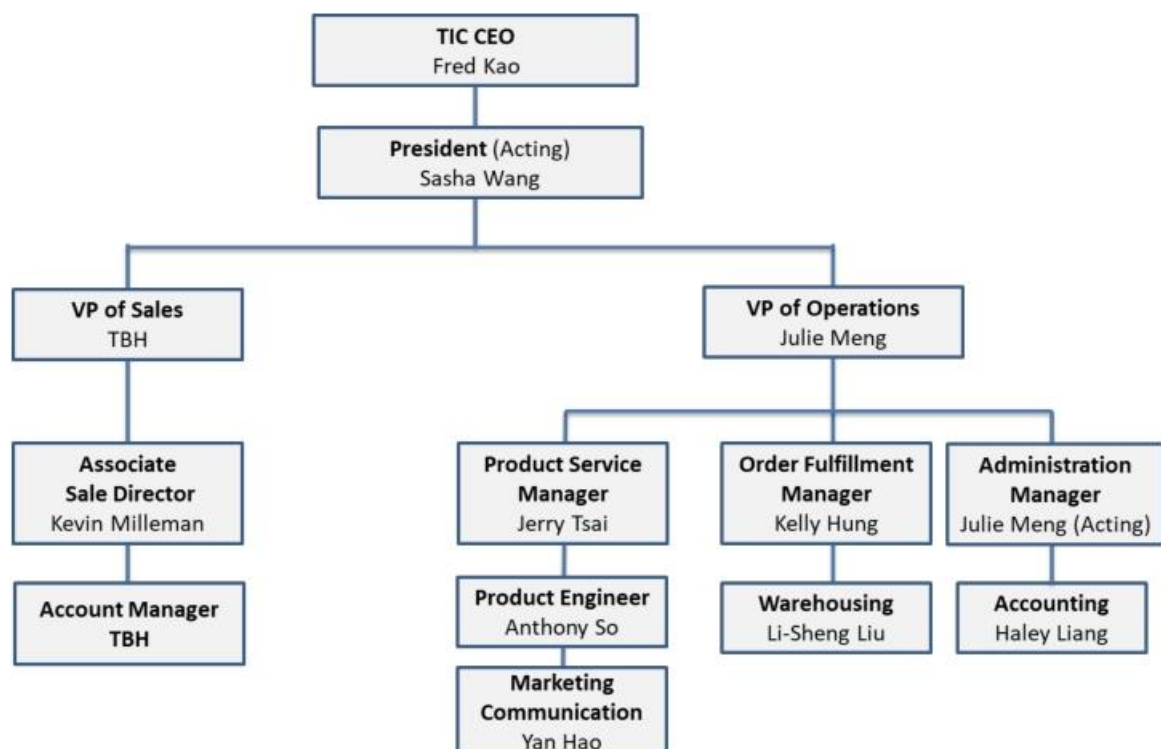 TIC CEO
Fred Kao
President (Acting)
Sasha Wang
VP of Sales
TBH
VP of Operations
Julie Meng
Associate
Sale Director
Kevin Milleman
Product Service
Manager
Jerry Tsai
Order Fulfillment
Manager
Kelly Hung
Administration
Manager
Julie Meng (Acting)
Account Manager
TBH
Product Engineer
Anthony So
Warehousing
Li-Sheng Liu
Accounting
Haley Liang
Marketing
Communication
Yan Hao